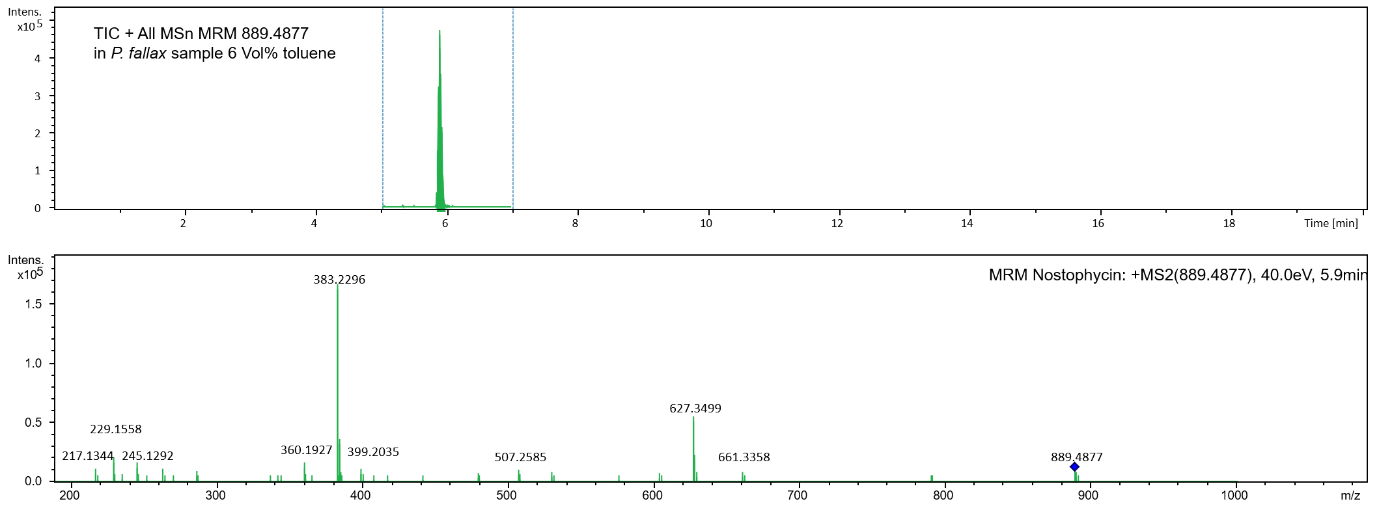 Intens.
x10⁵
TIC + All MSn MRM 889.4877
in P. fallax sample 6 Vol% toluene
4
3
2
1
0
2 4 6 8 10 12 14 16 18 Time [min]
Intens.
x10⁵
MRM Nostophycin: +MS2(889.4877), 40.0eV, 5.9min
383.2296
1.5
1.0
627.3499
0.5
229.1558
217.1344 245.1292 360.1927 399.2035 507.2585 661.3358 889.4877
0.0
200 300 400 500 600 700 800 900 1000 m/z